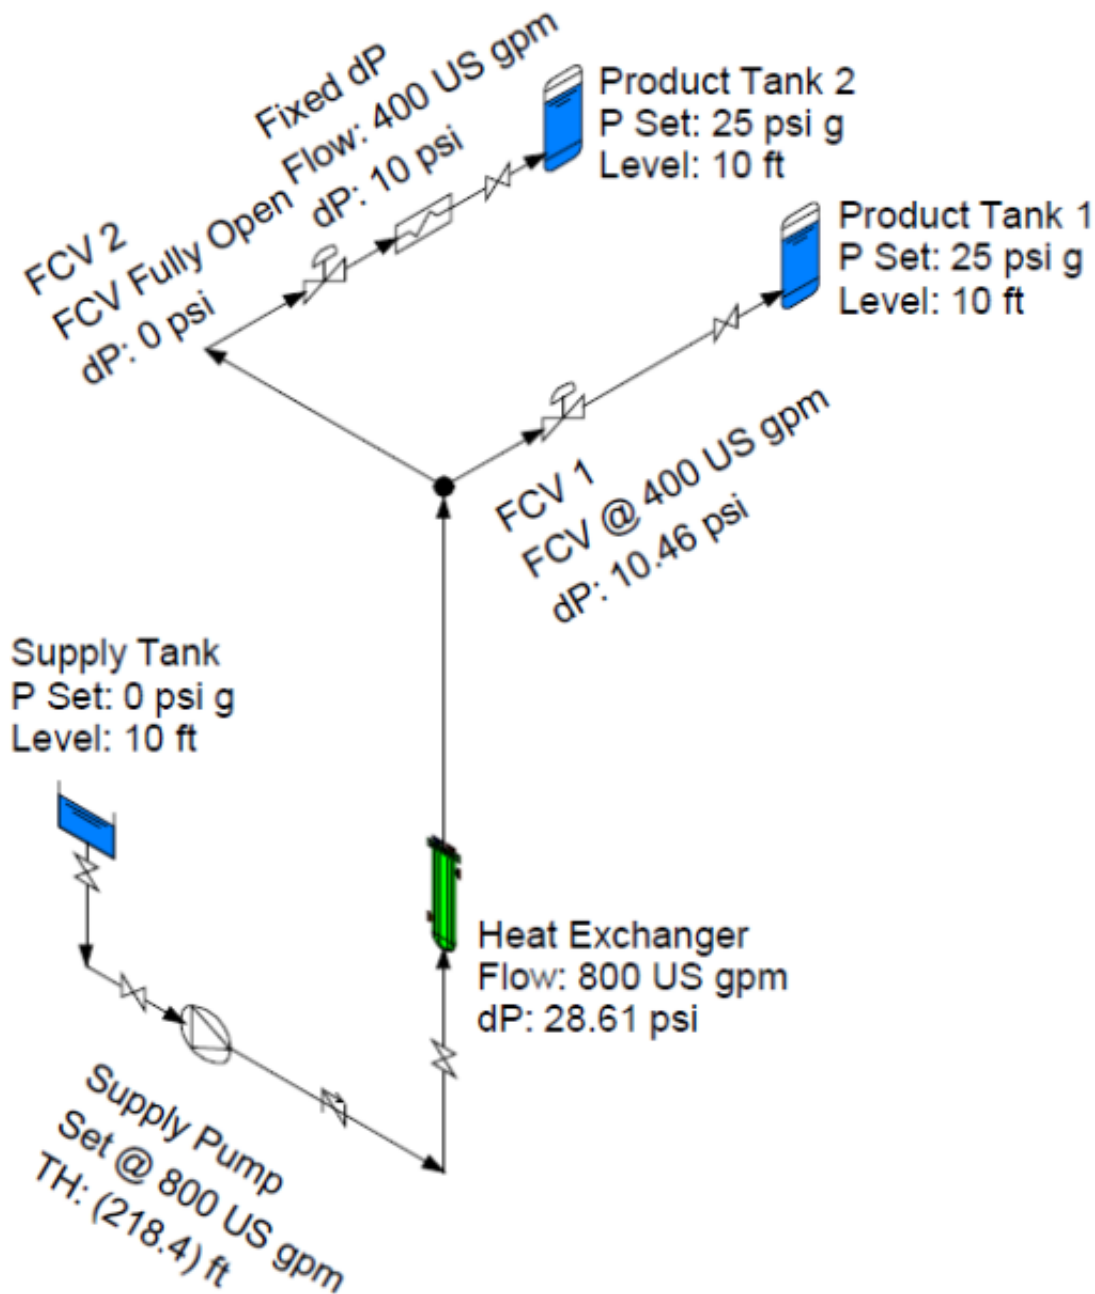 Fixed dP
Flow: 400 US gpm
dP: 10 psi
Product Tank 2
P Set: 25 psi g
Level: 10 ft
Product Tank 1
P Set: 25 psi g
Level: 10 ft
FCV 2
FCV Fully Open
dP: 0 psi
FCV 1
FCV @ 400 US gpm
dP: 10.46 psi
Supply Tank
P Set: 0 psi g
Level: 10 ft
Heat Exchanger
Flow: 800 US gpm
dP: 28.61 psi
Supply Pump
Set @ 800 US gpm
TH: (218.4) ft